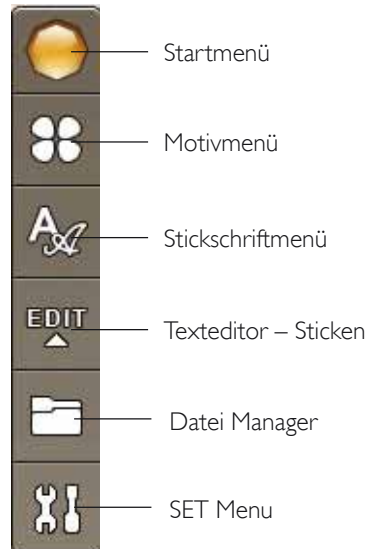 Startmenü
Motivmenü
A A
Stickschriftmenü
EDIT
Texteditor – Sticken
Datei Manager
SET Menu